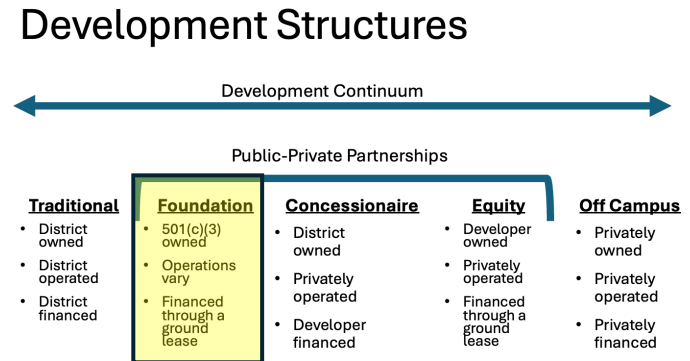 Development Structures
Development Continuum
Public-Private Partnerships
Traditional
• District
owned
• District
operated
• District
financed
Foundation
• 501(c)(3)
owned
• Operations
vary
• Financed
through a
ground
lease
Concessionaire
• District
owned
• Privately
operated
• Developer
financed
Equity
• Developer
owned
• Privately
operated
• Financed
through a
ground
lease
Off Campus
• Privately
owned
• Privately
operated
• Privately
financed